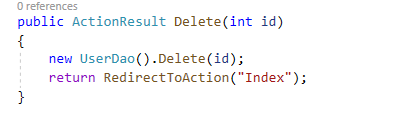 0 references
public ActionResult Delete(int id)
{
    new UserDao().Delete(id);
    return RedirectToAction("Index");
}